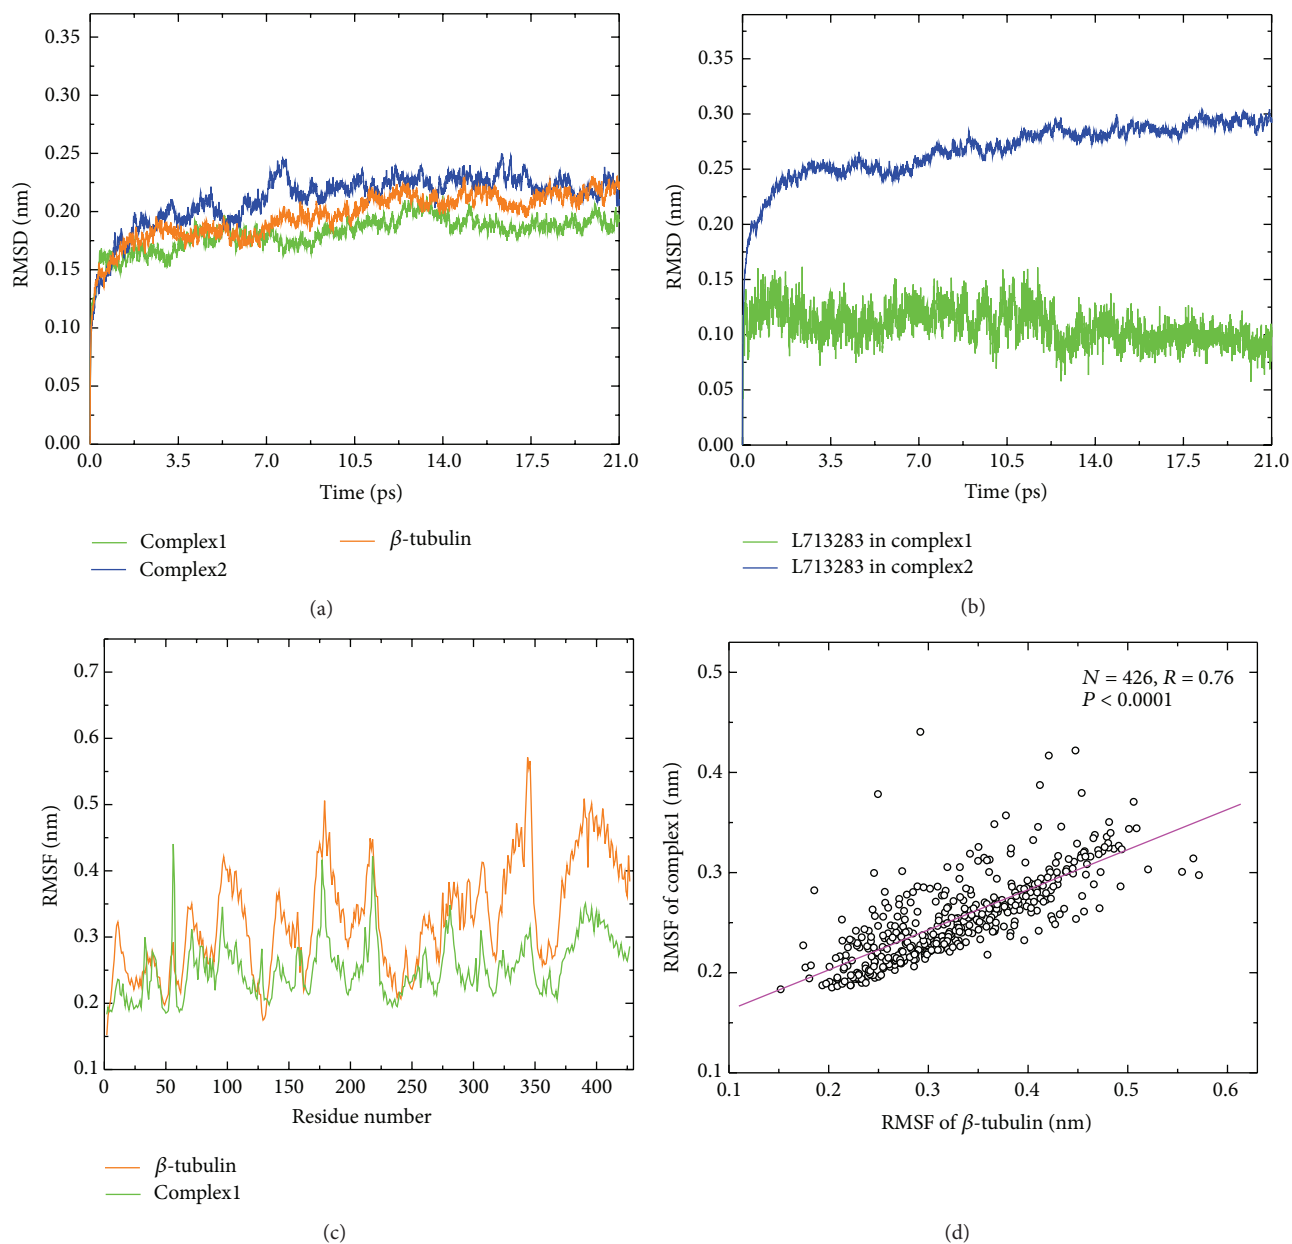 0.35
0.30
0.25
0.20
0.15
0.10
0.05
0.00
RMSD (nm)
0.0 3.5 7.0 10.5 14.0 17.5 21.0
Time (ps)
Complex1
Complex2
β-tubulin
(a)
0.35
0.30
0.25
0.20
0.15
0.10
0.05
0.00
RMSD (nm)
0.0 3.5 7.0 10.5 14.0 17.5 21.0
Time (ps)
L713283 in complex1
L713283 in complex2
(b)
0.7
0.6
0.5
0.4
0.3
0.2
0.1
RMSF (nm)
0 50 100 150 200 250 300 350 400
Residue number
β-tubulin
Complex1
(c)
0.5
0.4
0.3
0.2
0.1
RMSF of complex1 (nm)
N = 426, R = 0.76
P < 0.0001
0.1 0.2 0.3 0.4 0.5 0.6
RMSF of β-tubulin (nm)
(d)